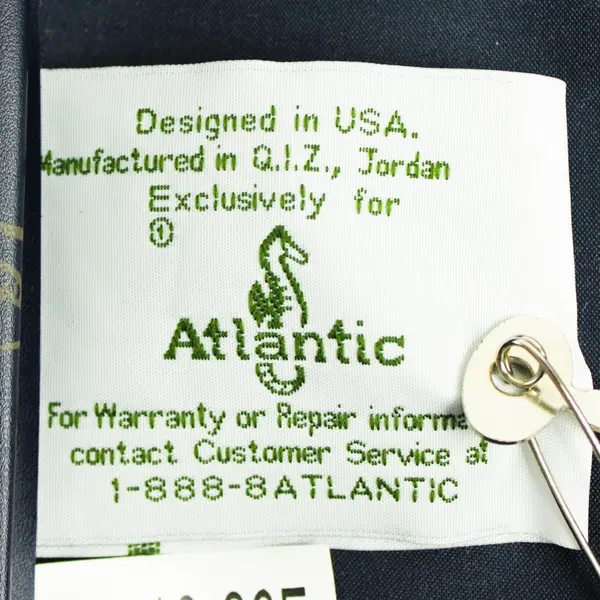 Designed in USA.
Manufactured in Q.I.Z., Jordan
Exclusively for
①
Atlantic
For Warranty or Repair informa
contact Customer Service at
1-888-8ATLANTIC